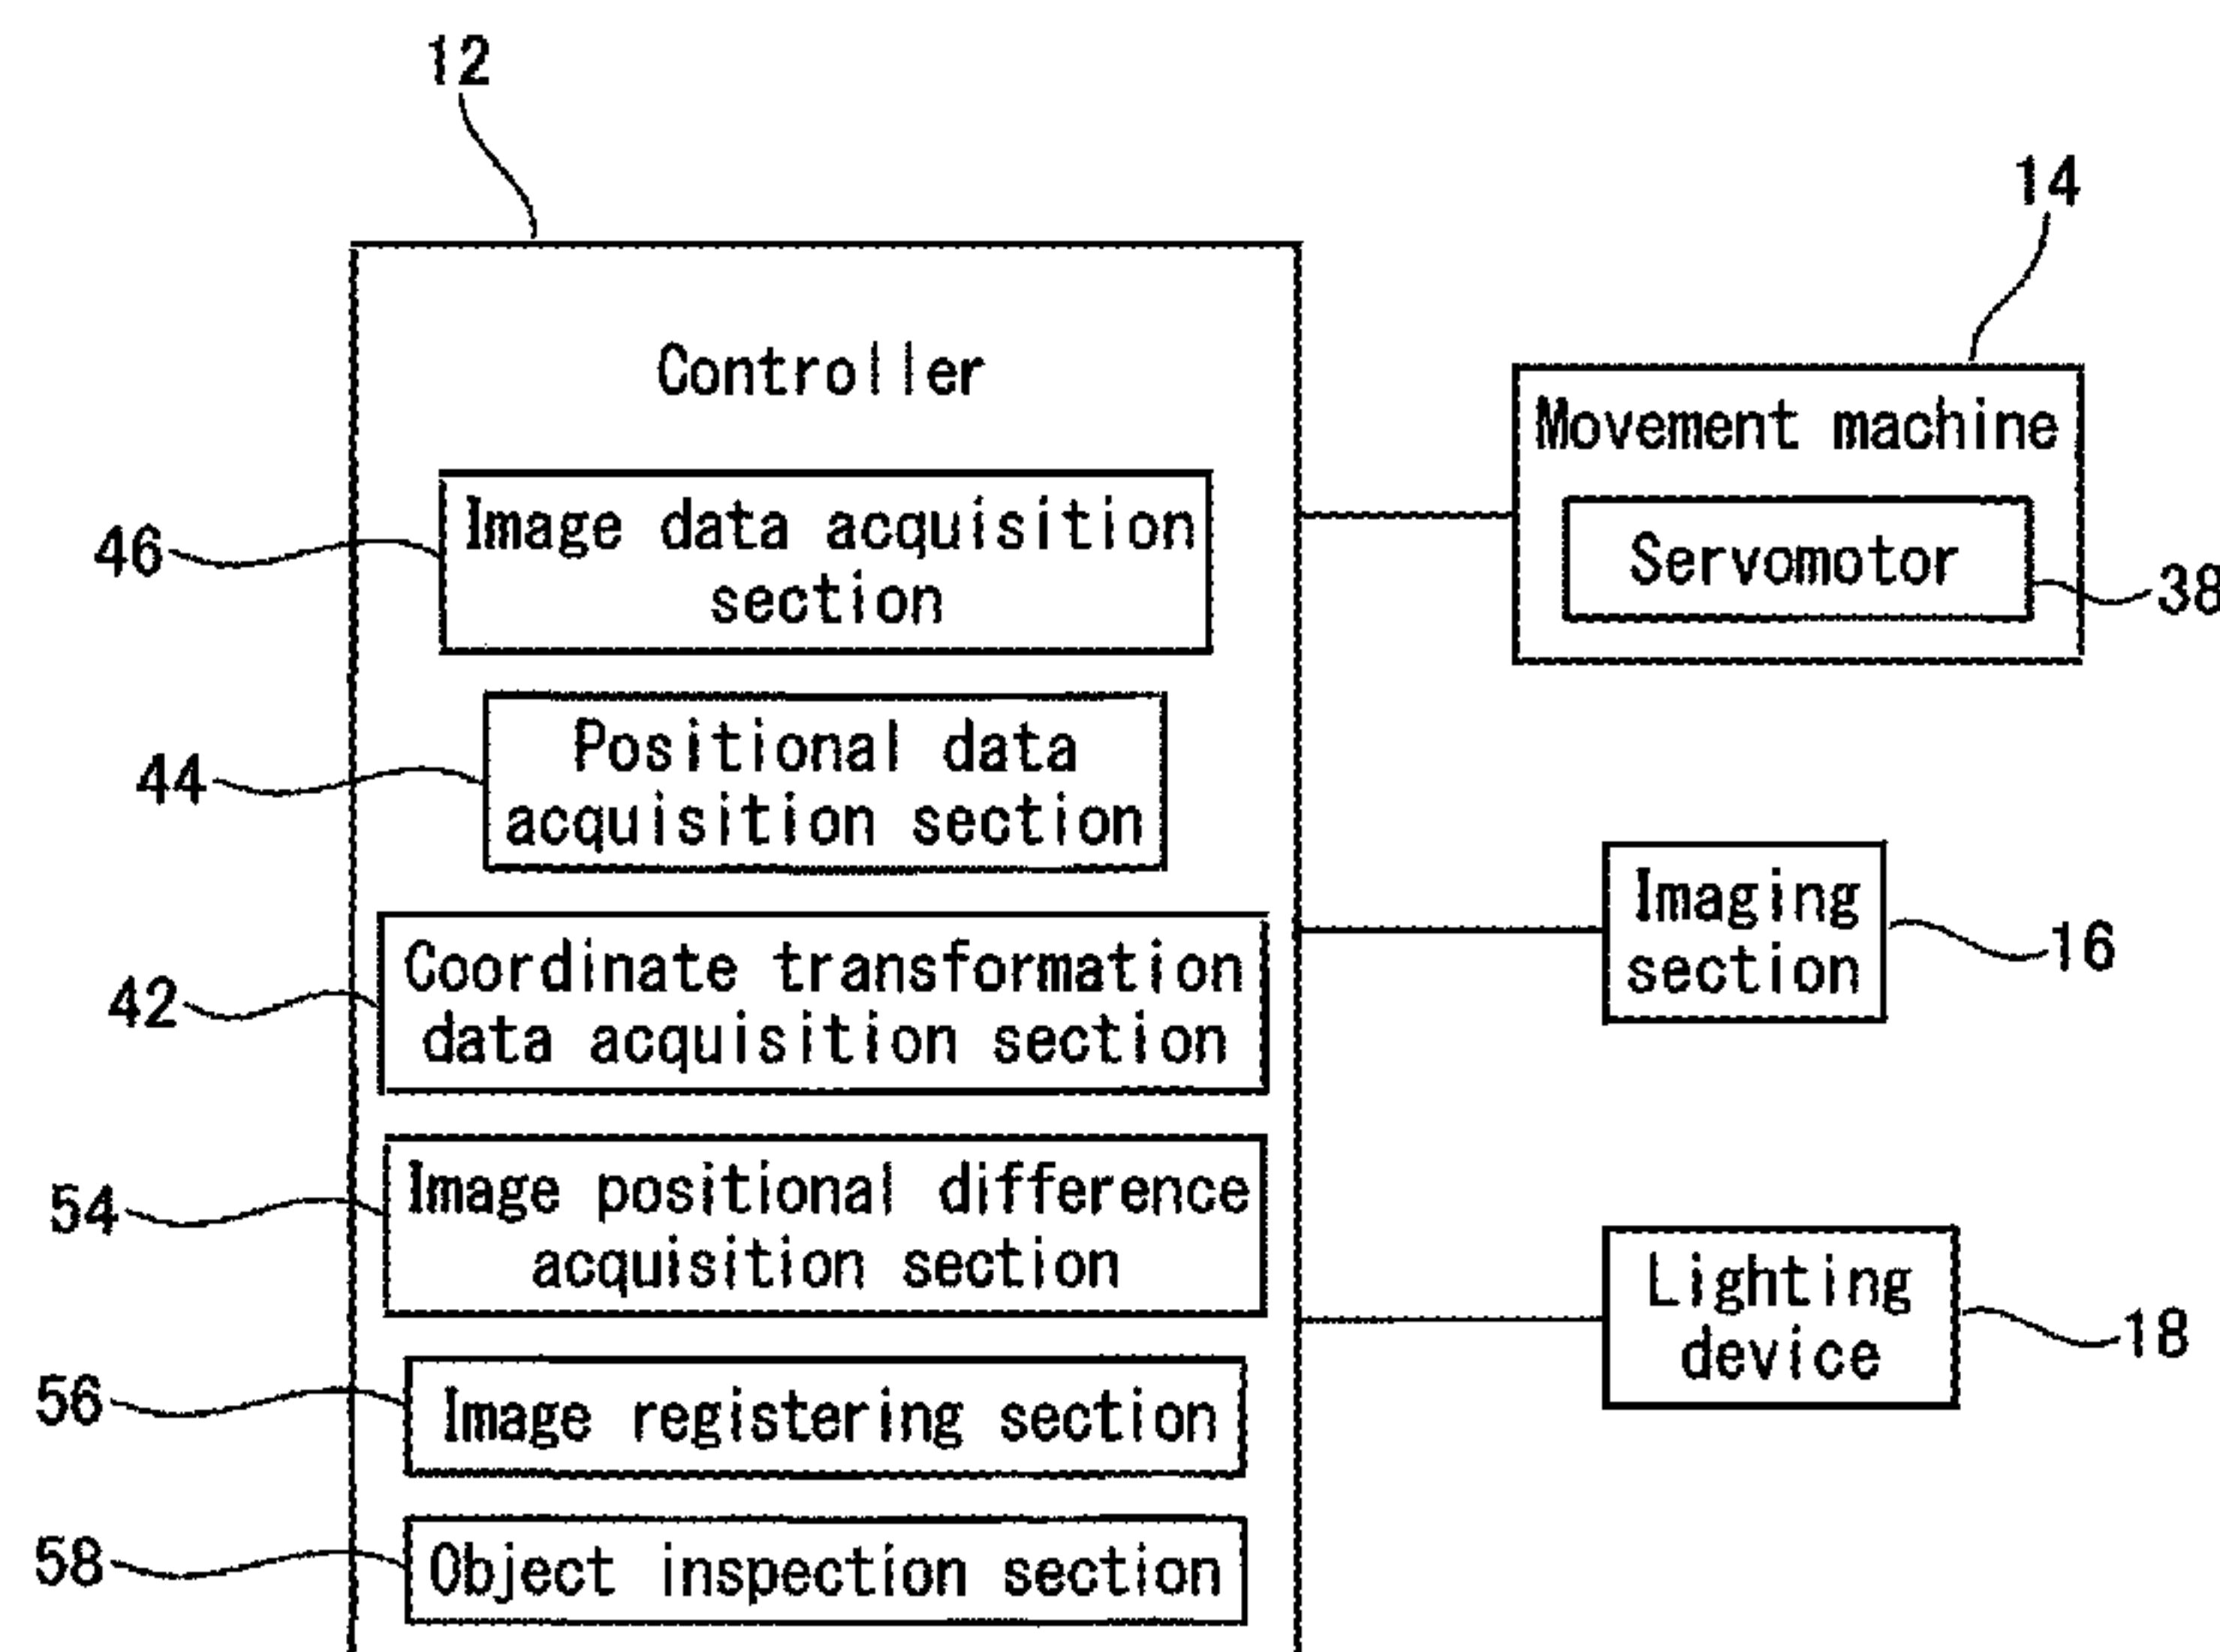 12
14
Controller
Movement machine
46
Image data acquisition
section
Servomotor
38
44
Positional data
acquisition section
Imaging
section
16
42
Coordinate transformation
data acquisition section
54
Image positional difference
acquisition section
Lighting
device
18
56
Image registering section
58
Object inspection section